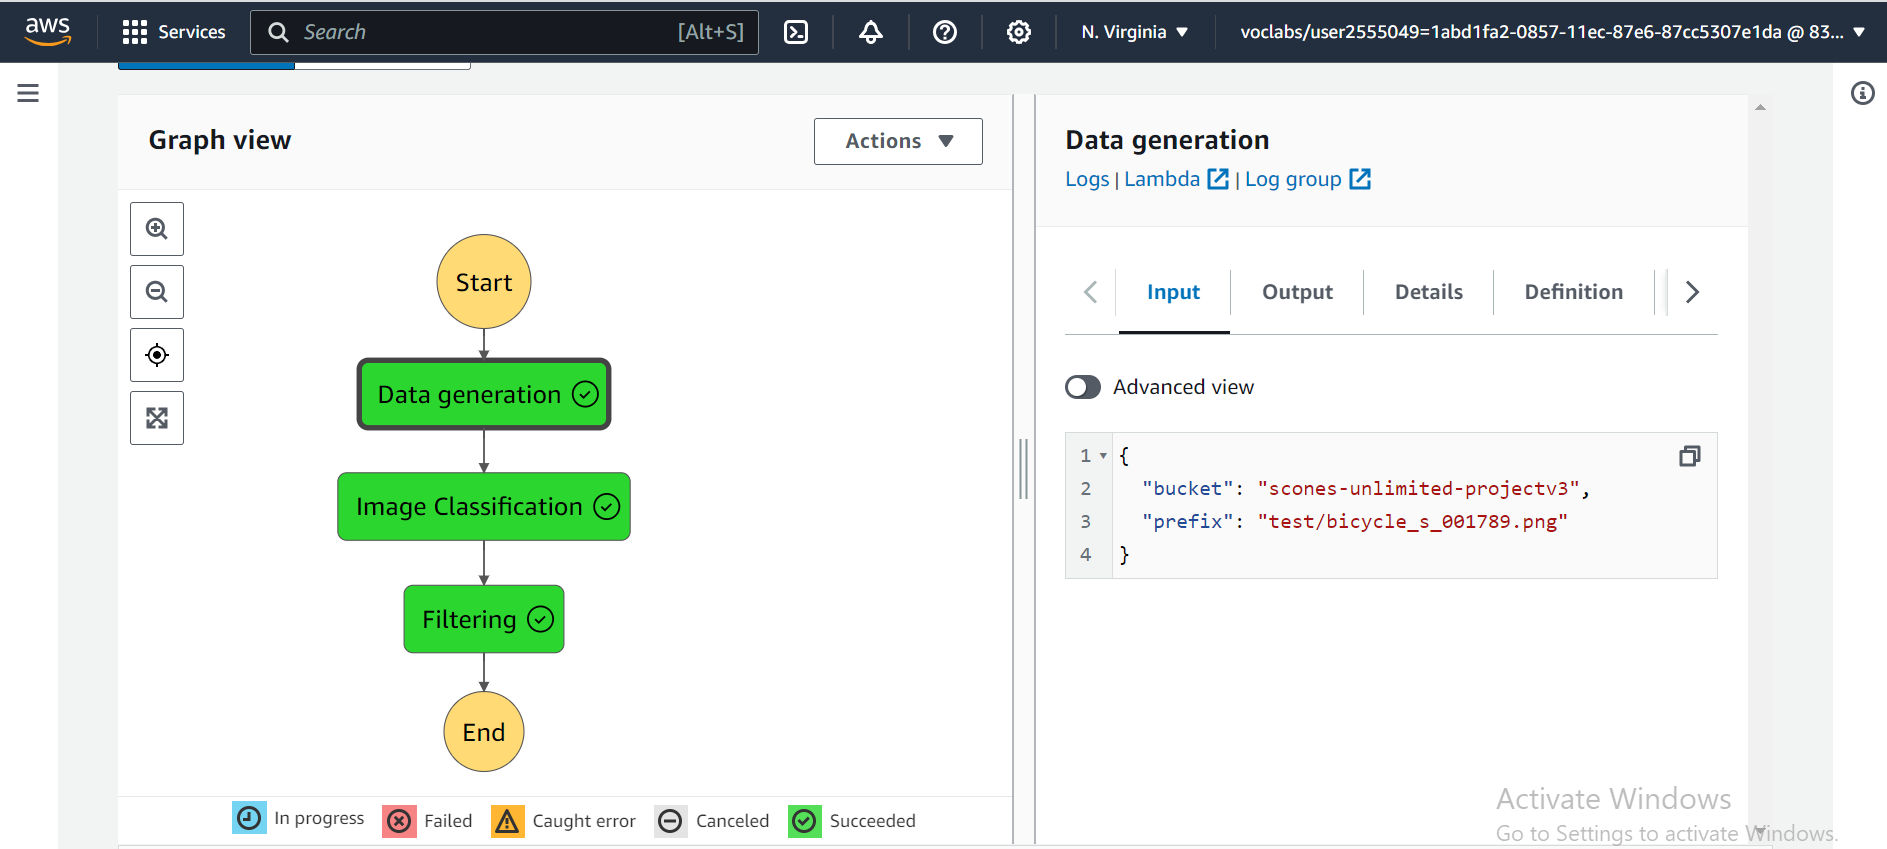 aws Services Search [Alt+S] N. Virginia voclabs/user2555049=1abd1fa2-0857-11ec-87e6-87cc5307e1da @ 83...
Graph view
Actions
Start
Data generation
Image Classification
Filtering
End
In progress Failed Caught error Canceled Succeeded
Data generation
Logs | Lambda | Log group
Input Output Details Definition
Advanced view
1 {
2 "bucket": "scones-unlimited-projectv3",
3 "prefix": "test/bicycle_s_001789.png"
4 }
Activate Windows
Go to Settings to activate Windows.